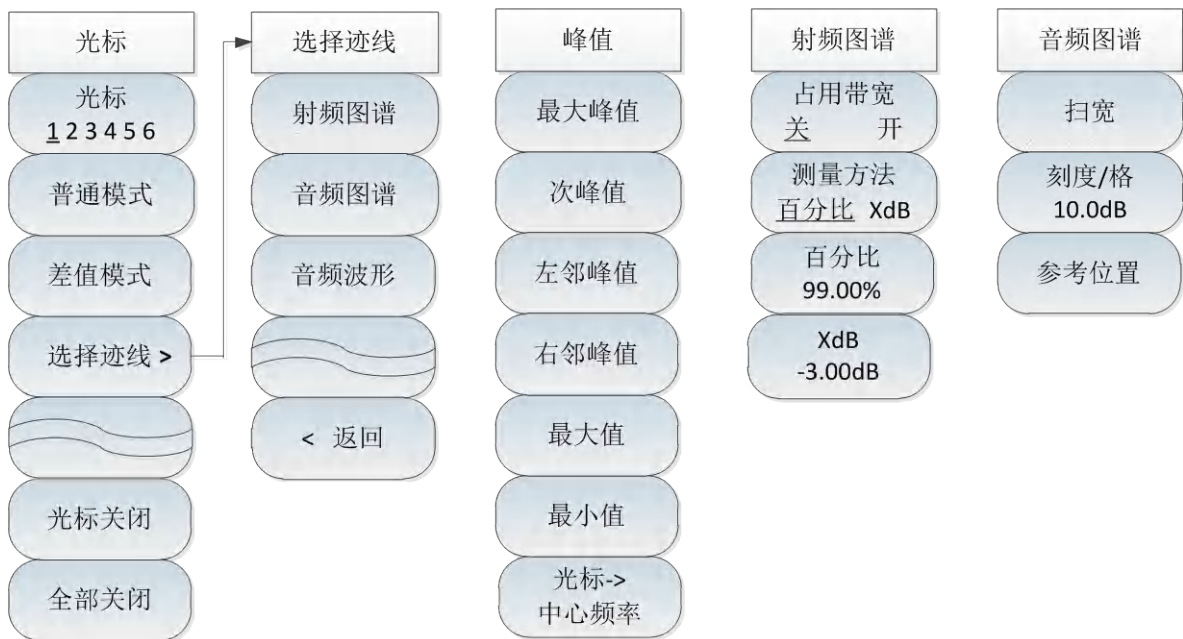 光标
光标
1 2 3 4 5 6
普通模式
差值模式
选择迹线 >
光标关闭
全部关闭
选择迹线
射频图谱
音频图谱
音频波形
< 返回
峰值
最大峰值
次峰值
左邻峰值
右邻峰值
最大值
最小值
光标->
中心频率
射频图谱
占用带宽
关 开
测量方法
百分比 XdB
百分比
99.00%
XdB
-3.00dB
音频图谱
扫宽
刻度/格
10.0dB
参考位置